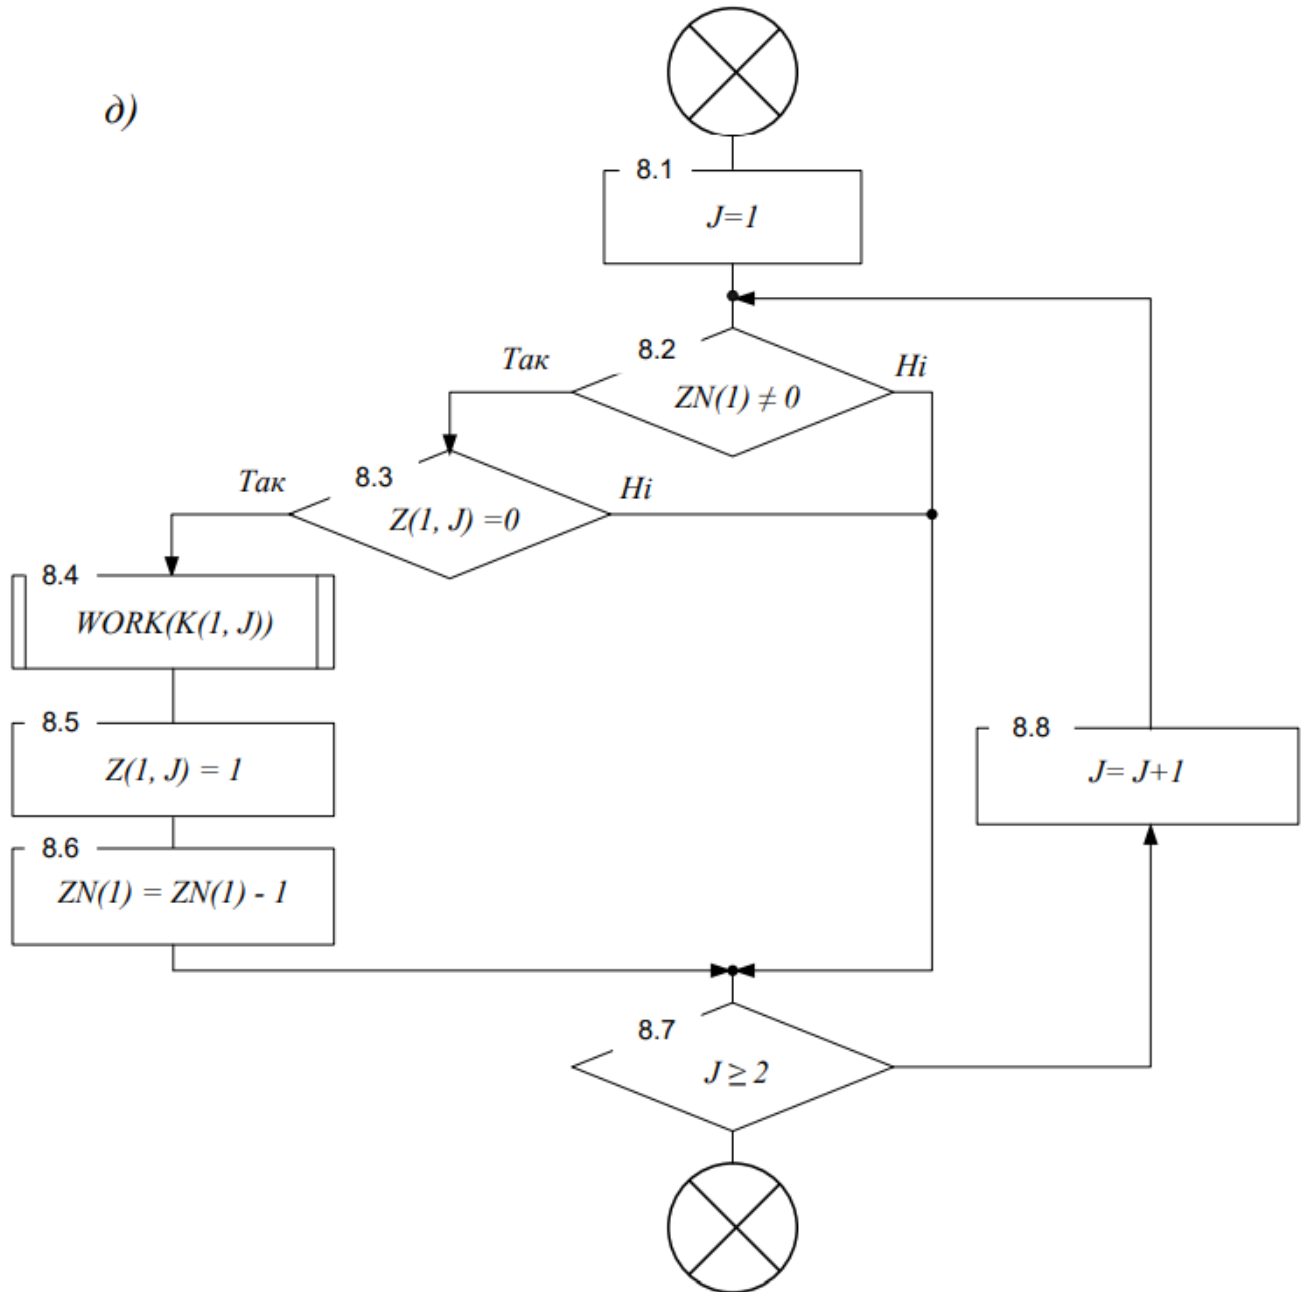 д)
8.1
J=1
8.2
Так
Ні
ZN(1) ≠ 0
8.3
Так
Ні
Z(1, J) =0
8.4
WORK(K(1, J))
8.5
Z(1, J) = 1
8.8
J= J+1
8.6
ZN(1) = ZN(1) - 1
8.7
J ≥ 2